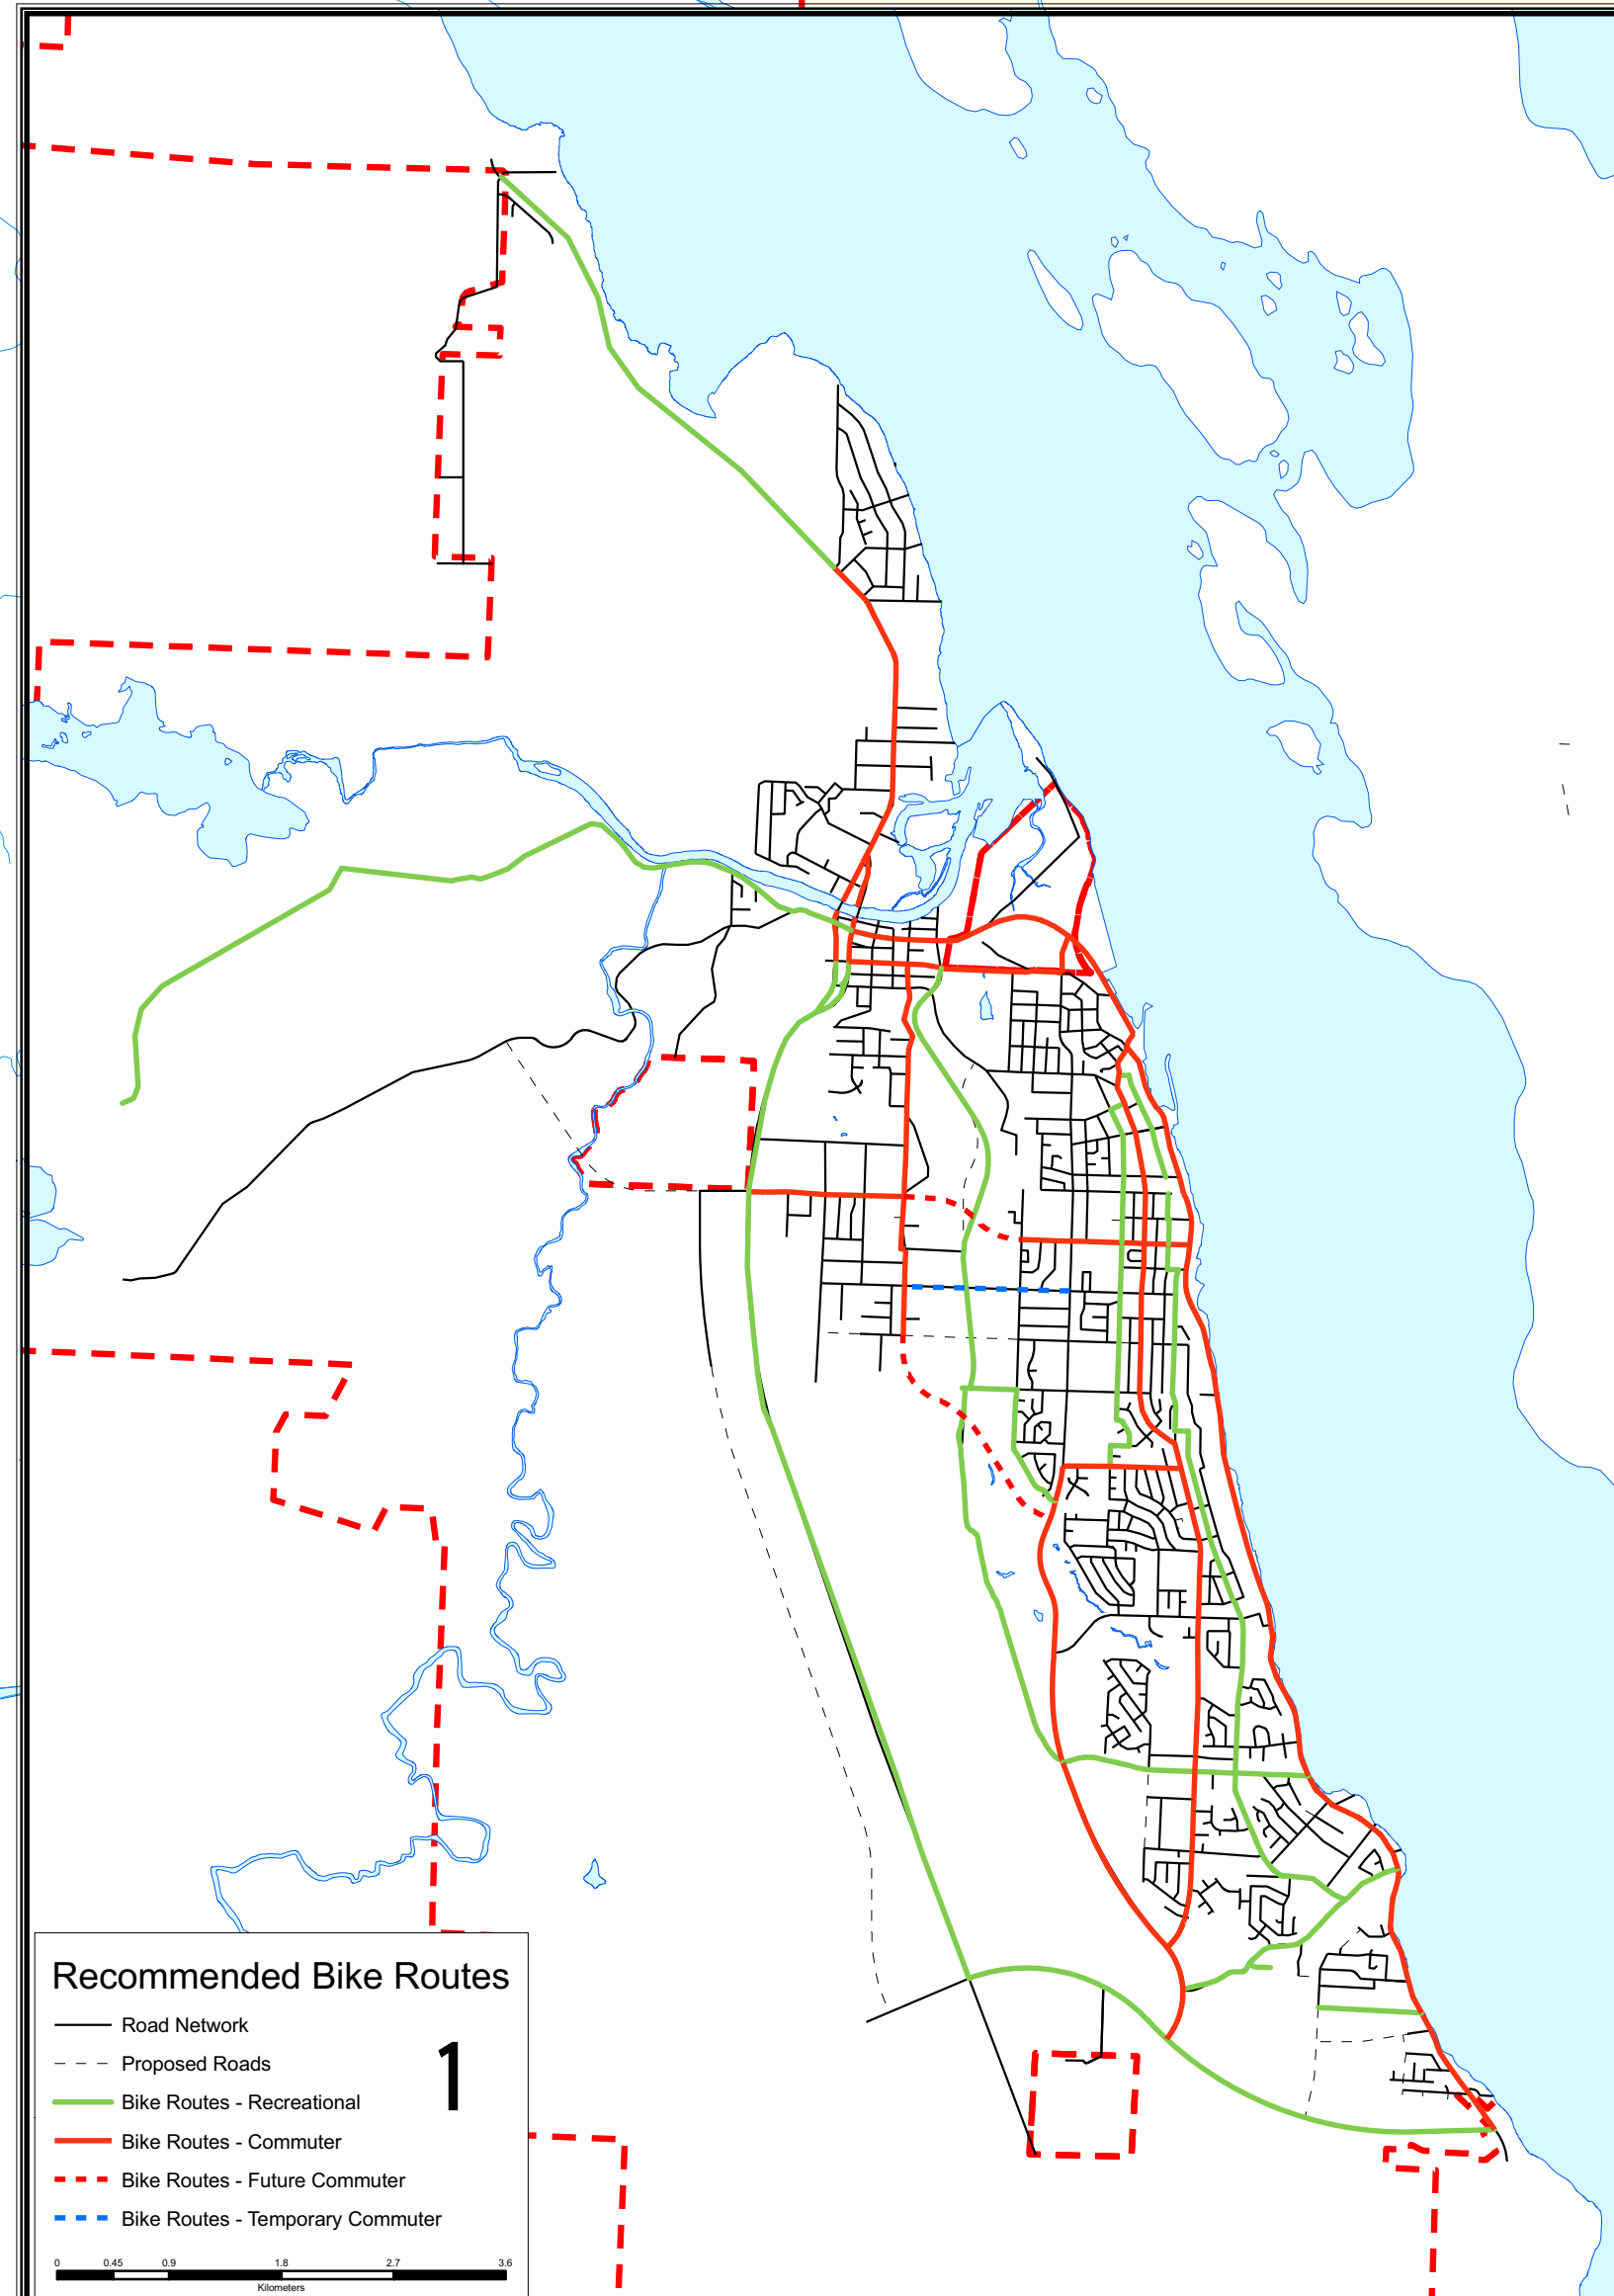 Recommended Bike Routes
1
Road Network
Proposed Roads
Bike Routes - Recreational
Bike Routes - Commuter
Bike Routes - Future Commuter
Bike Routes - Temporary Commuter
0 0.45 0.9 1.8 2.7 3.6
Kilometers